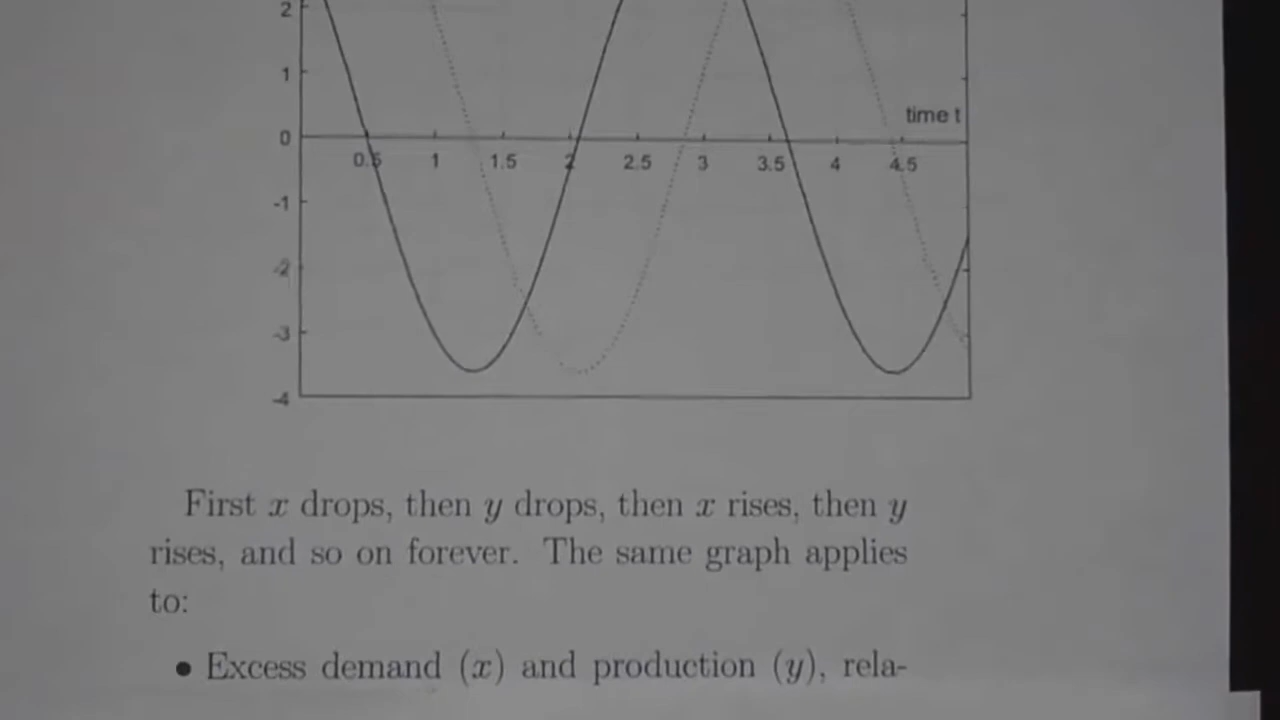 2
1
time t
0
0.5 1 1.5 2 2.5 3 3.5 4 4.5
-1
-2
-3
-4
First x drops, then y drops, then x rises, then y
rises, and so on forever. The same graph applies
to:
• Excess demand (x) and production (y), rela-